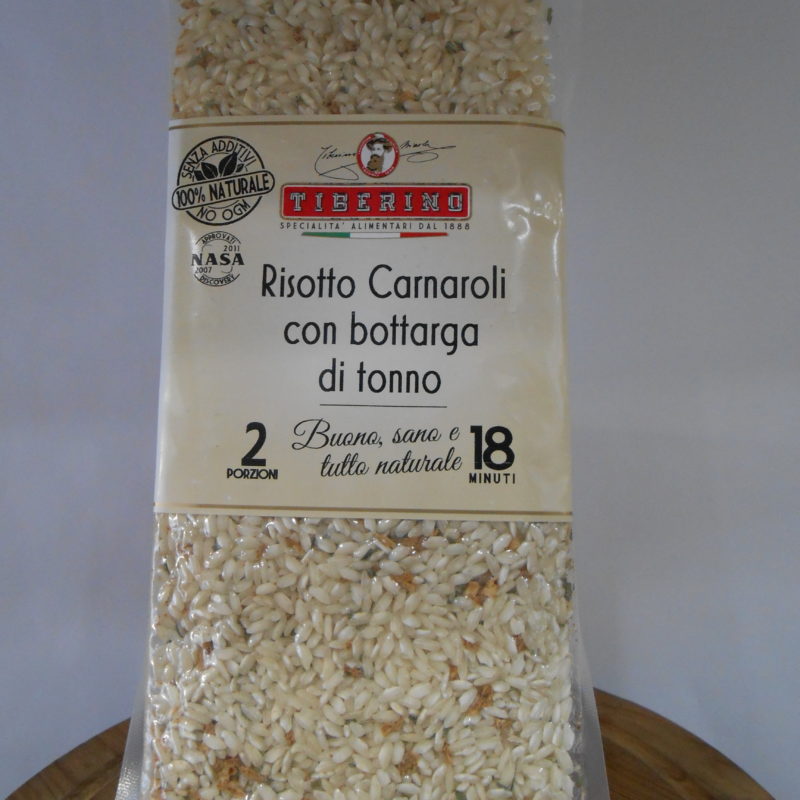 SENZA ADDITIVI
100% NATURALE
NO OGM
TIBERINO
SPECIALITA' ALIMENTARI DAL 1888
APPROVATI
2011
NASA
2007
DISCOVERY
Risotto Carnaroli
con bottarga
di tonno
2
PORZIONI
Buono, sano e
tutto naturale
18
MINUTI